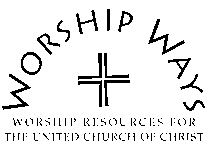 WORSHIP WAYS
WORSHIP RESOURCES FOR
THE UNITED CHURCH OF CHRIST